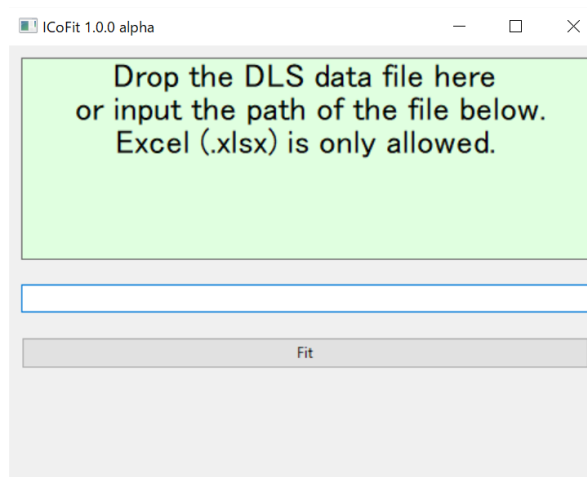 ICoFit 1.0.0 alpha
Drop the DLS data file here
or input the path of the file below.
Excel (.xlsx) is only allowed.
Fit